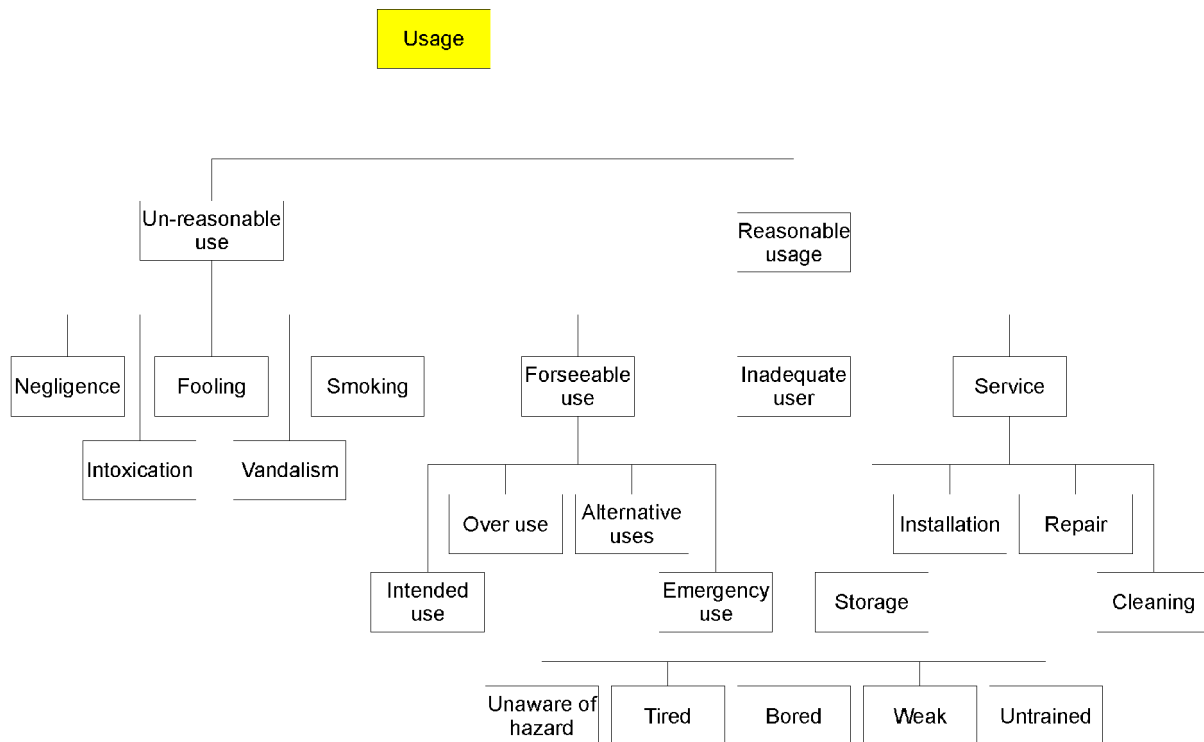 Usage
Un-reasonable
use
Reasonable
usage
Negligence
Fooling
Smoking
Forseeable
use
Inadequate
user
Service
Intoxication
Vandalism
Over use
Alternative
uses
Installation
Repair
Intended
use
Emergency
use
Storage
Cleaning
Unaware of
hazard
Tired
Bored
Weak
Untrained